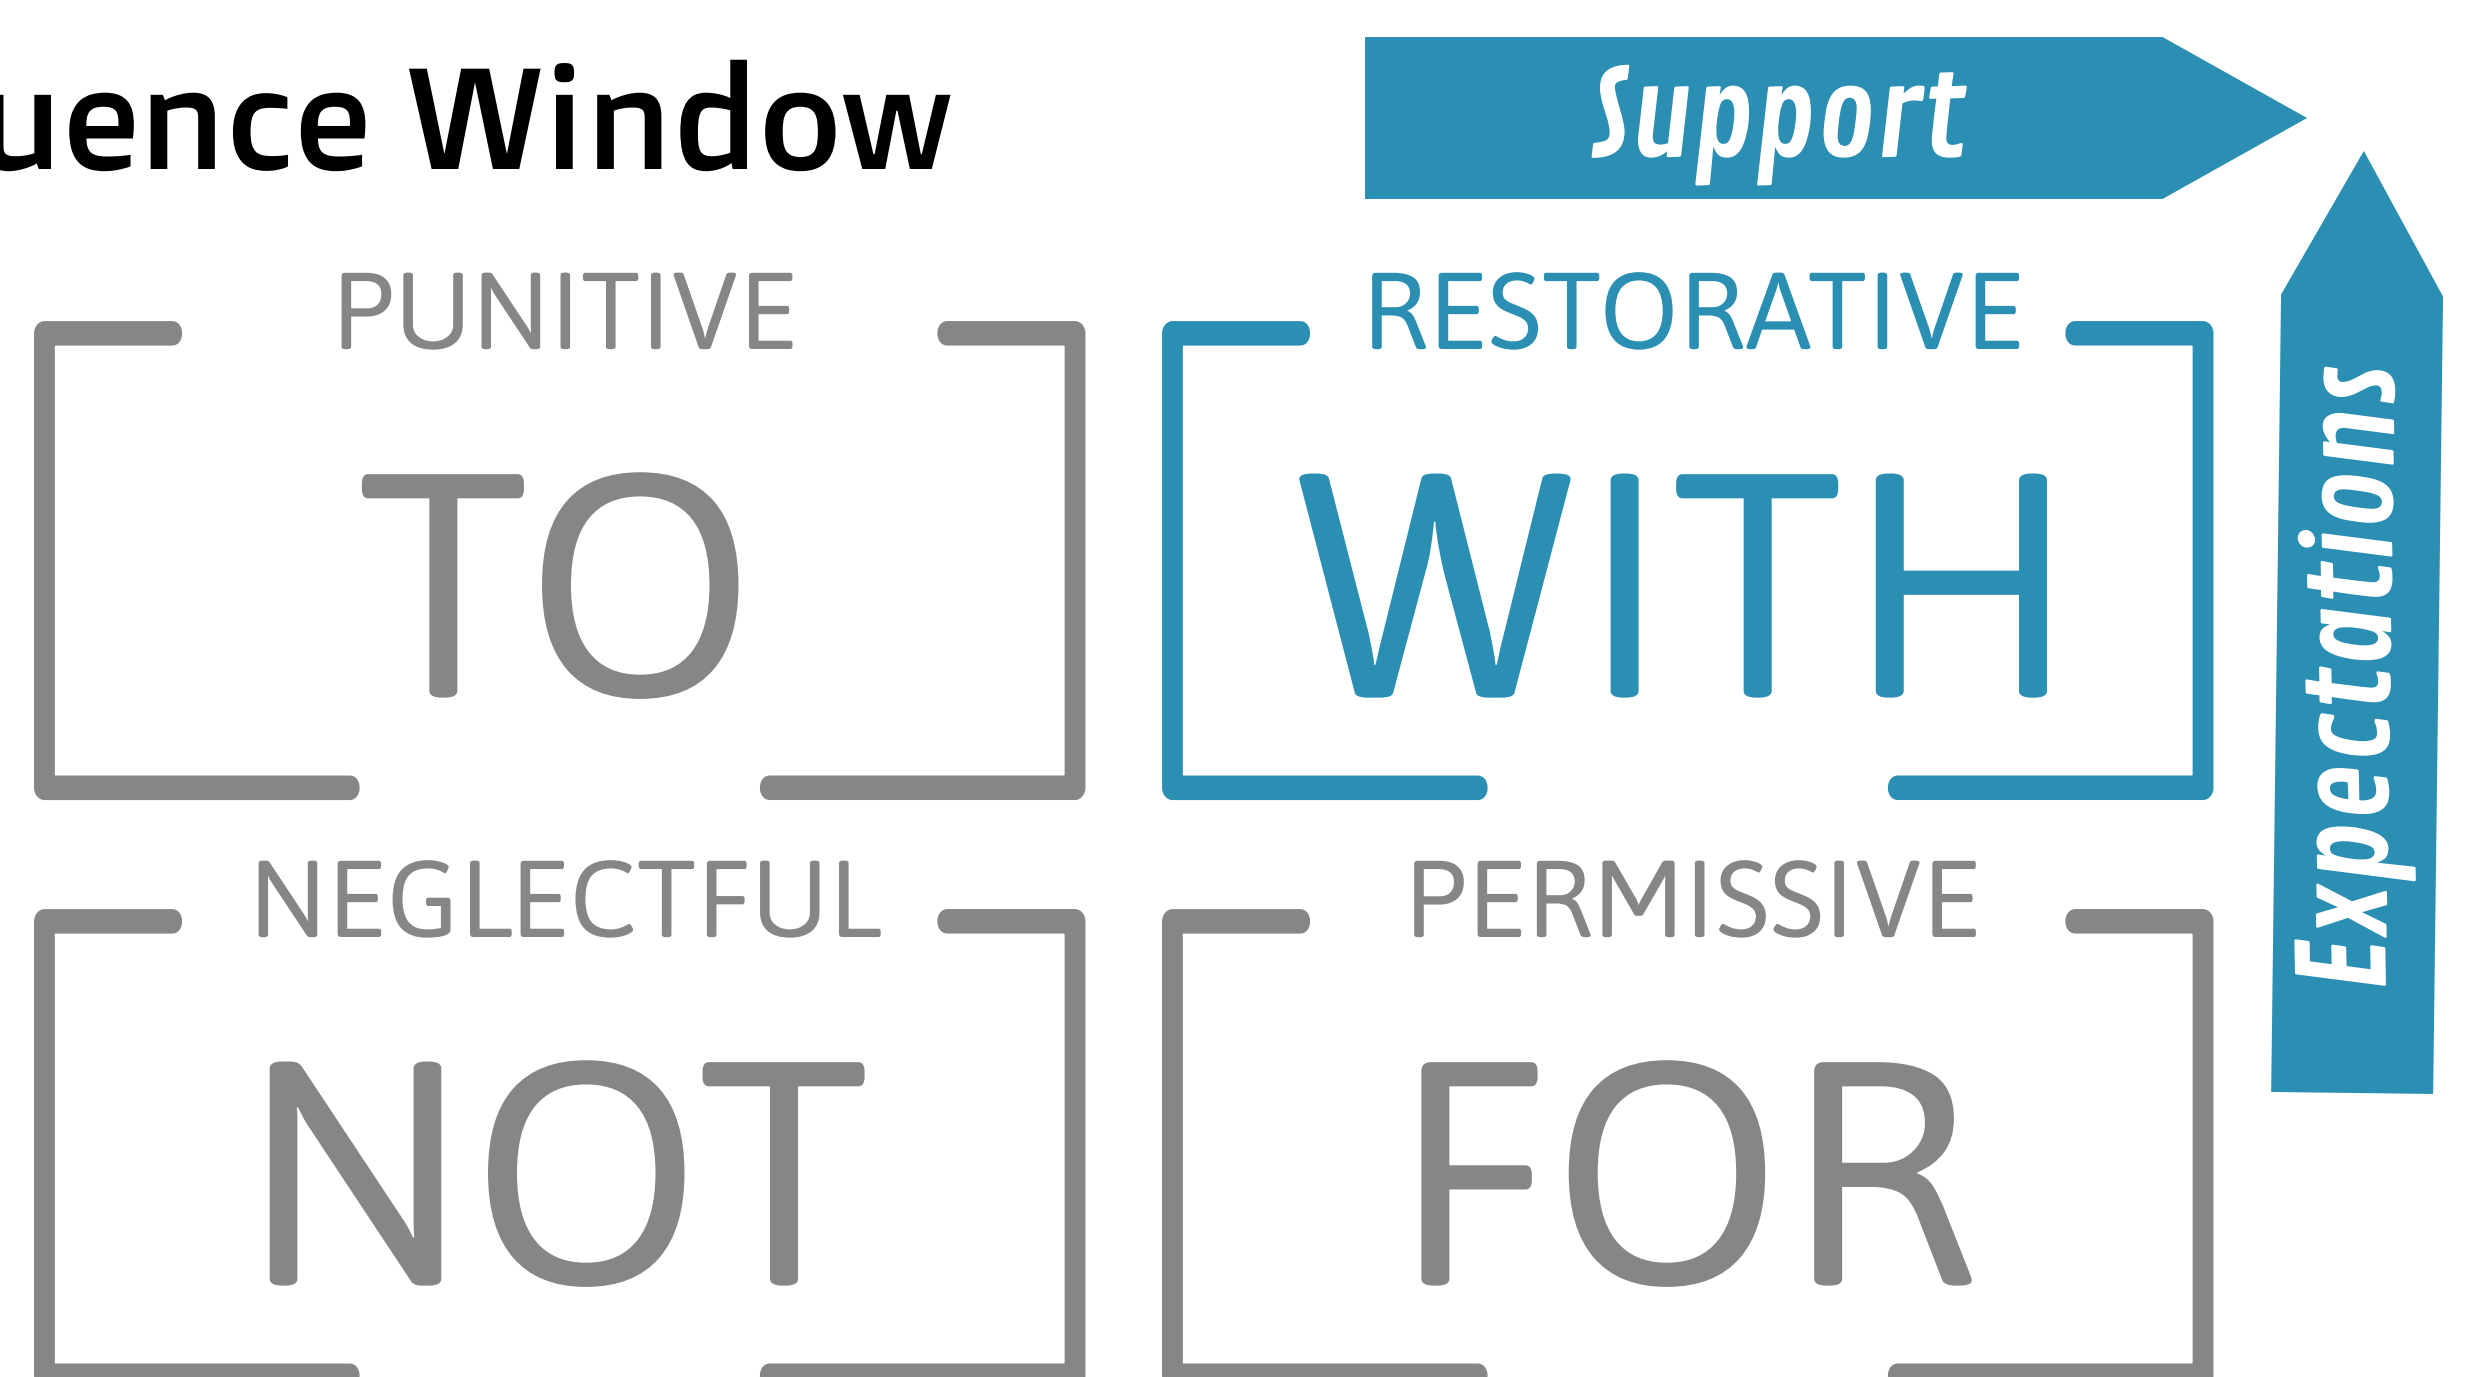 uence Window
Support
PUNITIVE
RESTORATIVE
TO
WITH
Expectations
NEGLECTFUL
PERMISSIVE
NOT
FOR